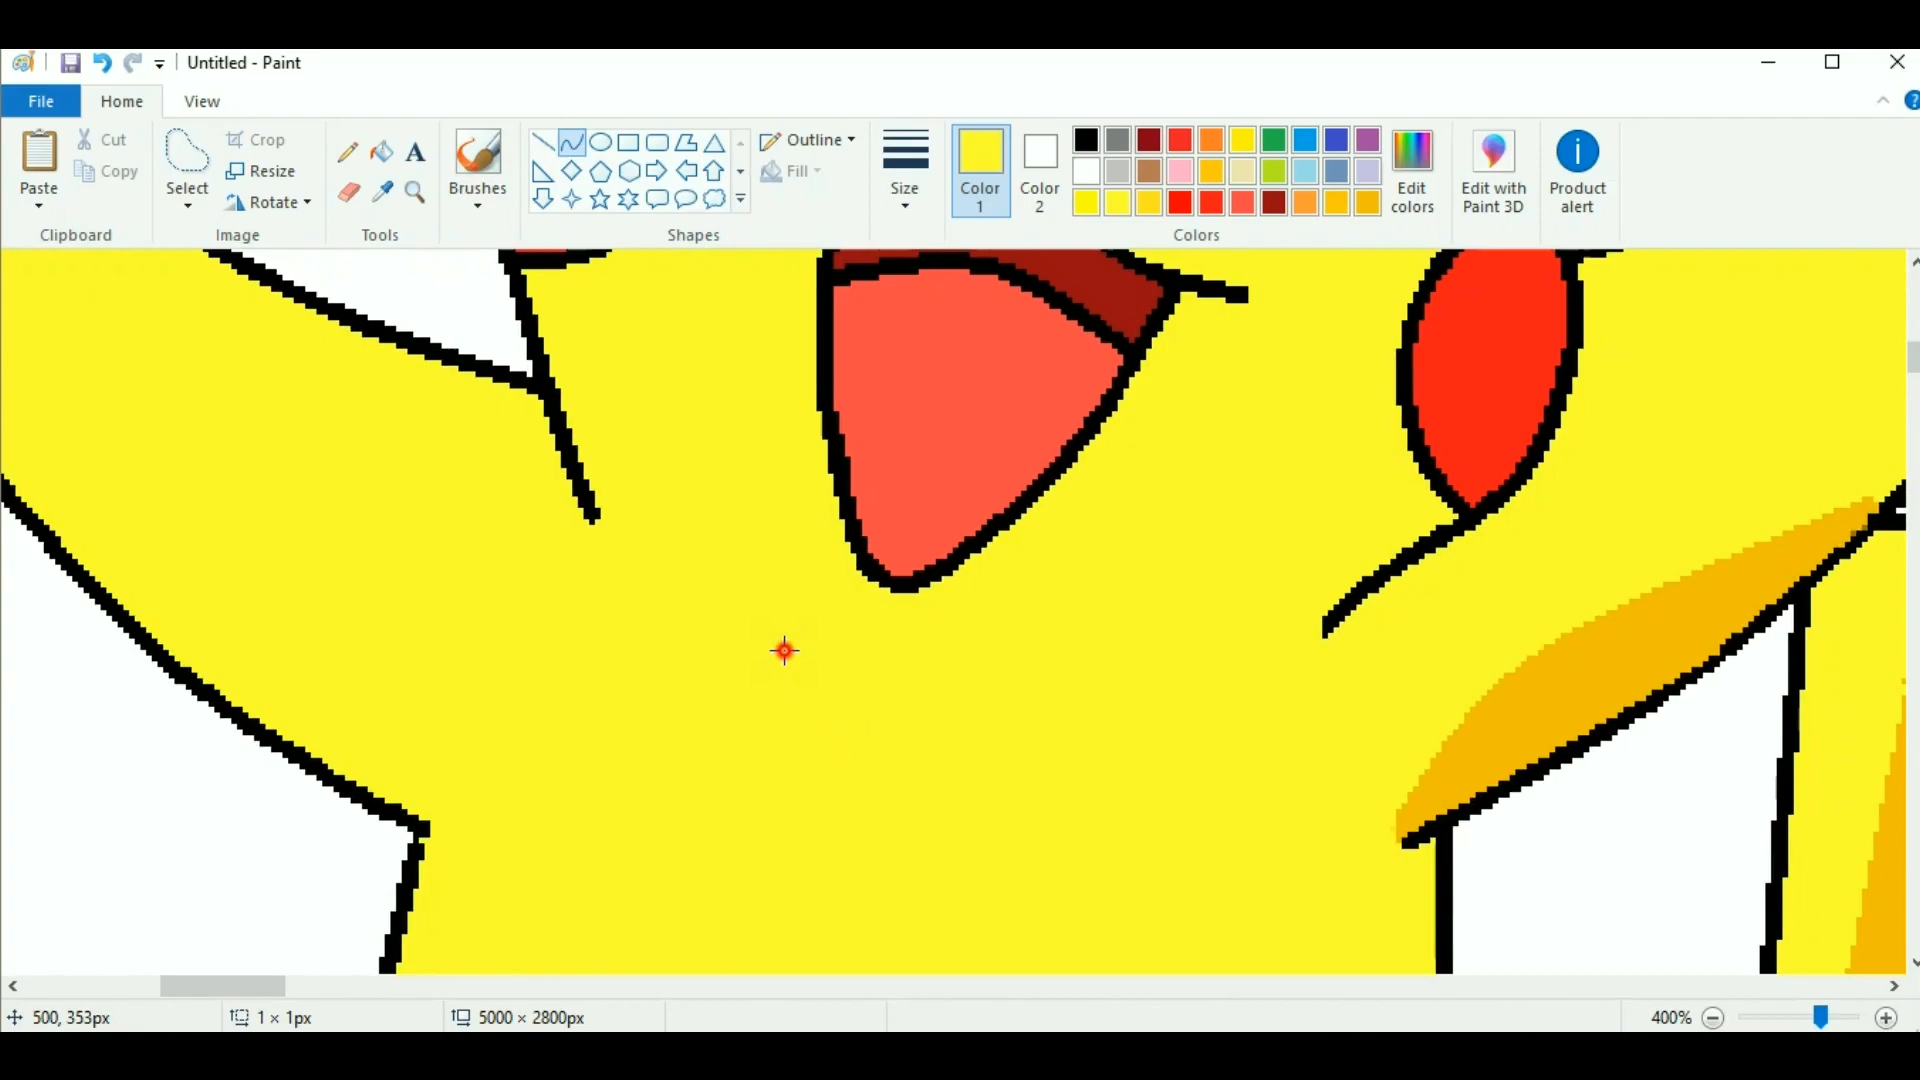 Untitled - Paint
File Home View
Paste Cut Copy Clipboard
Select Crop Resize Rotate Image
Tools
Brushes
Shapes Outline Fill
Size
Color 1 Color 2 Colors
Edit colors
Edit with Paint 3D
Product alert
500, 353px 1 × 1px 5000 × 2800px 400%